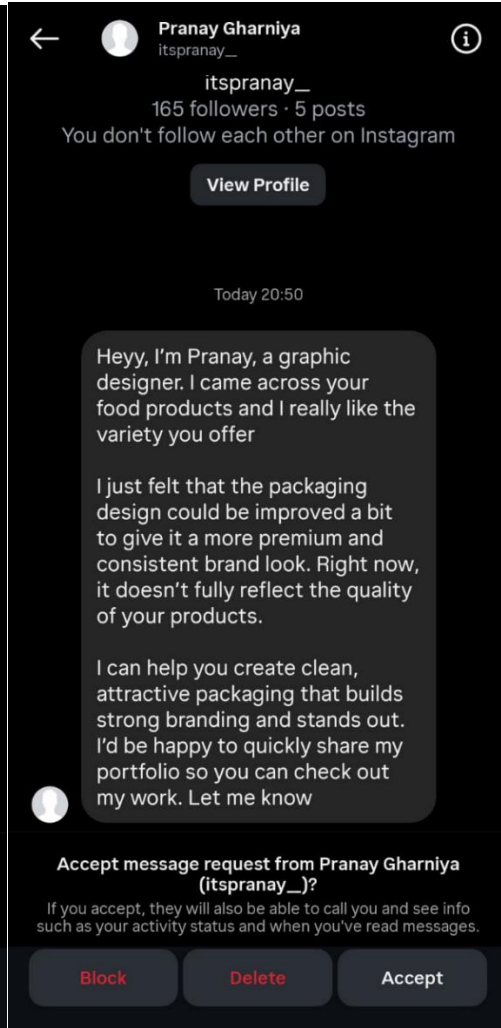 Pranay Gharniya
itspranay__
itspranay__
165 followers · 5 posts
You don't follow each other on Instagram
View Profile
Today 20:50
Heyy, I'm Pranay, a graphic
designer. I came across your
food products and I really like the
variety you offer
I just felt that the packaging
design could be improved a bit
to give it a more premium and
consistent brand look. Right now,
it doesn't fully reflect the quality
of your products.
I can help you create clean,
attractive packaging that builds
strong branding and stands out.
I'd be happy to quickly share my
portfolio so you can check out
my work. Let me know
Accept message request from Pranay Gharniya
(itspranay__)?
If you accept, they will also be able to call you and see info
such as your activity status and when you've read messages.
Block
Delete
Accept